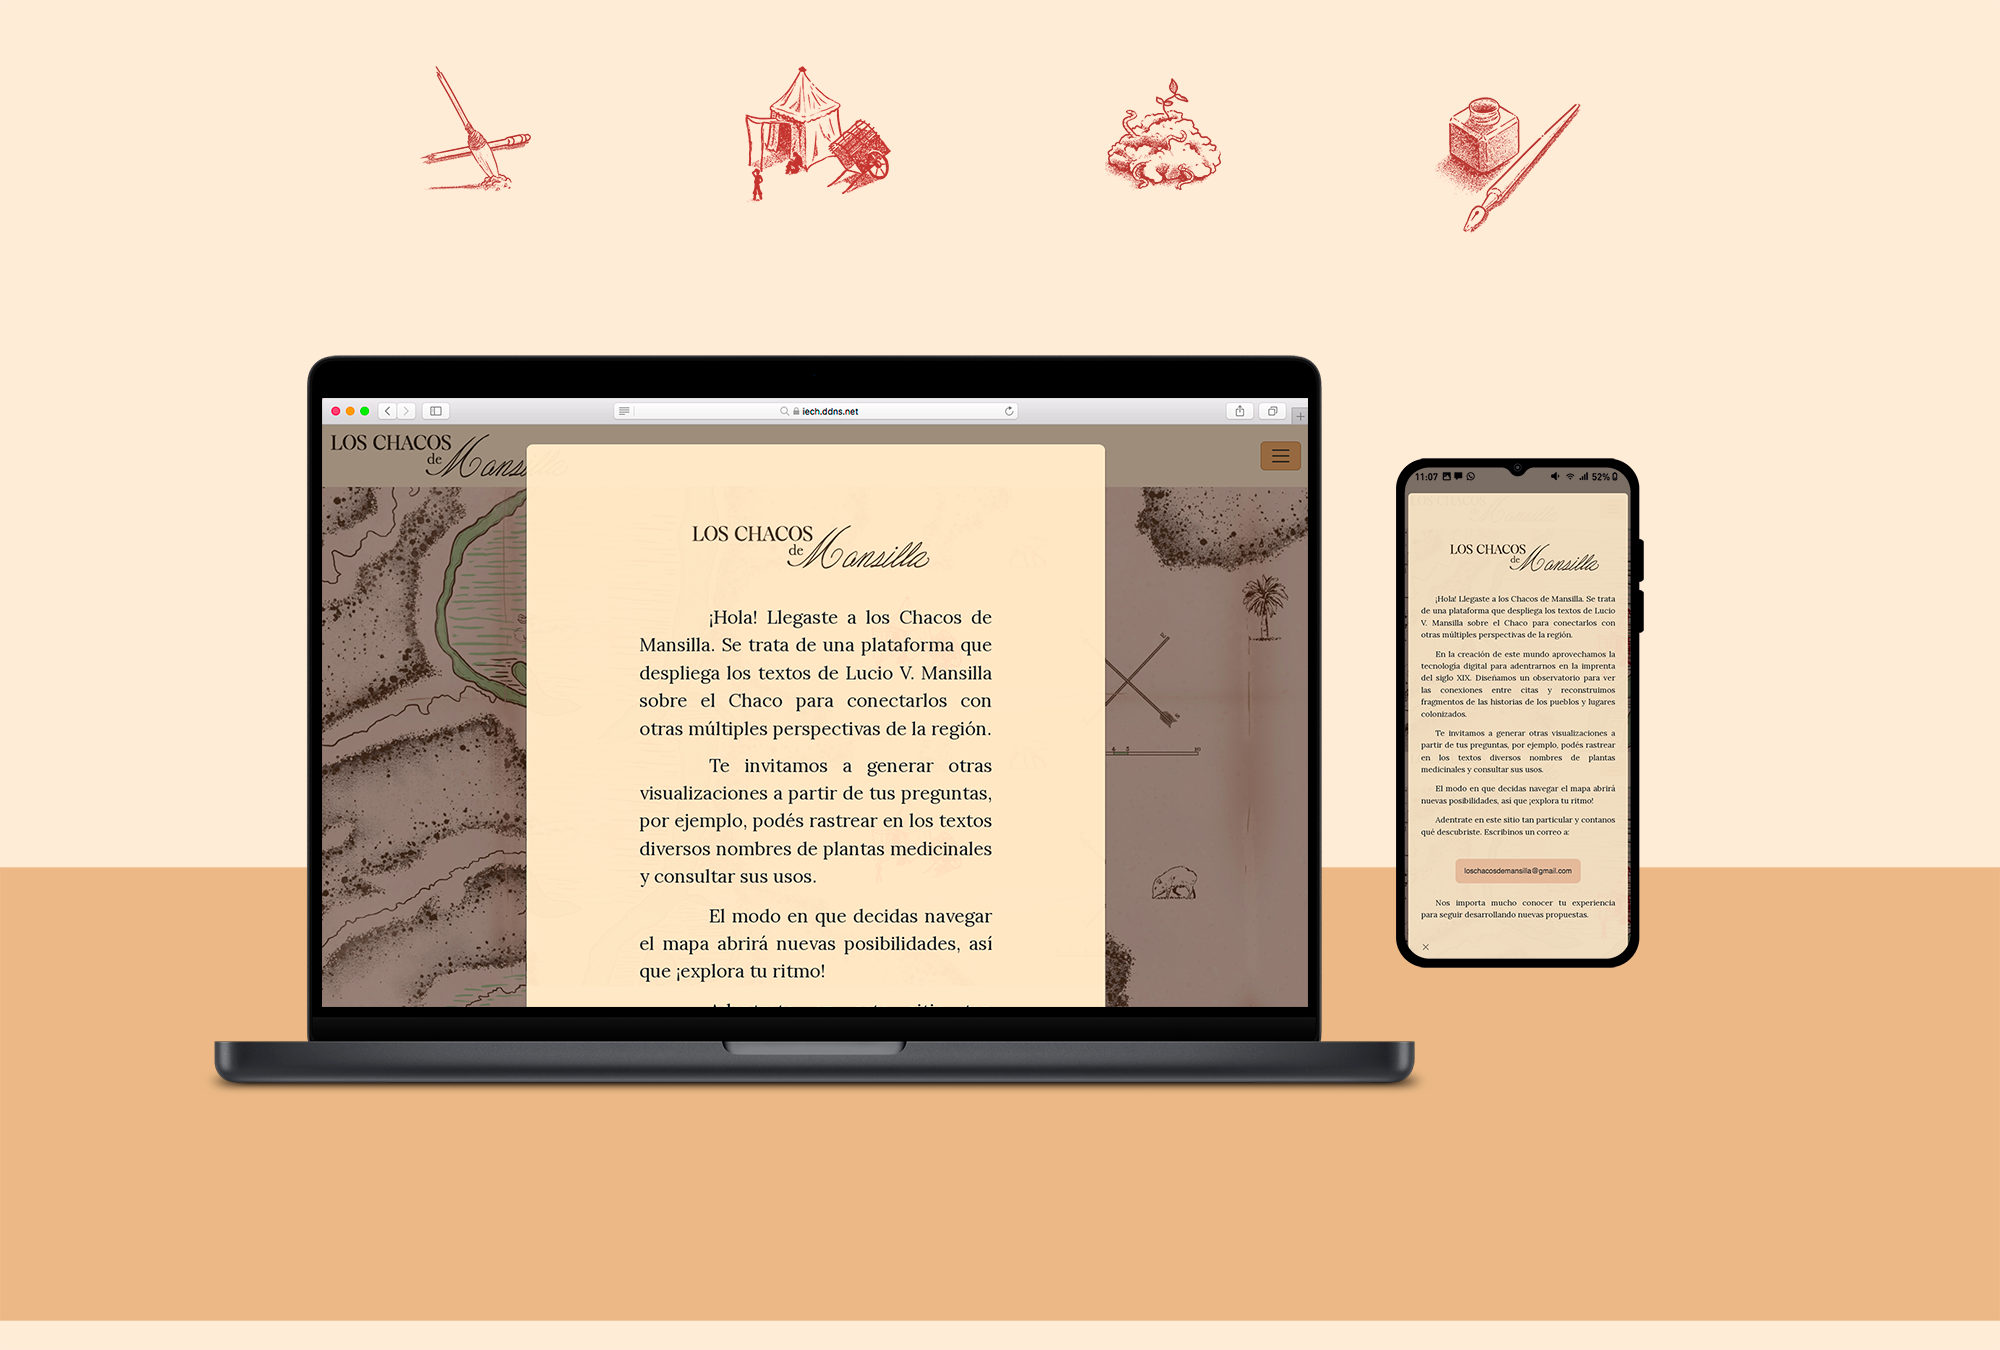 iech.ddns.net
LOS CHACOS
de Mansilla
LOS CHACOS
de Mansilla
¡Hola! Llegaste a los Chacos de
Mansilla. Se trata de una plataforma que
despliega los textos de Lucio V. Mansilla
sobre el Chaco para conectarlos con
otras múltiples perspectivas de la región.
Te invitamos a generar otras
visualizaciones a partir de tus preguntas,
por ejemplo, podés rastrear en los textos
diversos nombres de plantas medicinales
y consultar sus usos.
El modo en que decidas navegar
el mapa abrirá nuevas posibilidades, así
que ¡explora tu ritmo!
11:07
52%
LOS CHACOS
de Mansilla
¡Hola! Llegaste a los Chacos de Mansilla. Se trata
de una plataforma que despliega los textos de Lucio
V. Mansilla sobre el Chaco para conectarlos con
otras múltiples perspectivas de la región.
En la creación de este mundo aprovechamos la
tecnología digital para adentrarnos en la imprenta
del siglo XIX. Diseñamos un observatorio para ver
las conexiones entre citas y reconstruimos
fragmentos de las historias de los pueblos y lugares
colonizados.
Te invitamos a generar otras visualizaciones a
partir de tus preguntas, por ejemplo, podés rastrear
en los textos diversos nombres de plantas
medicinales y consultar sus usos.
El modo en que decidas navegar el mapa abrirá
nuevas posibilidades, así que ¡explora tu ritmo!
Adentrate en este sitio tan particular y contanos
qué descubriste. Escribinos un correo a:
loschacosdemansilla@gmail.com
Nos importa mucho conocer tu experiencia
para seguir desarrollando nuevas propuestas.